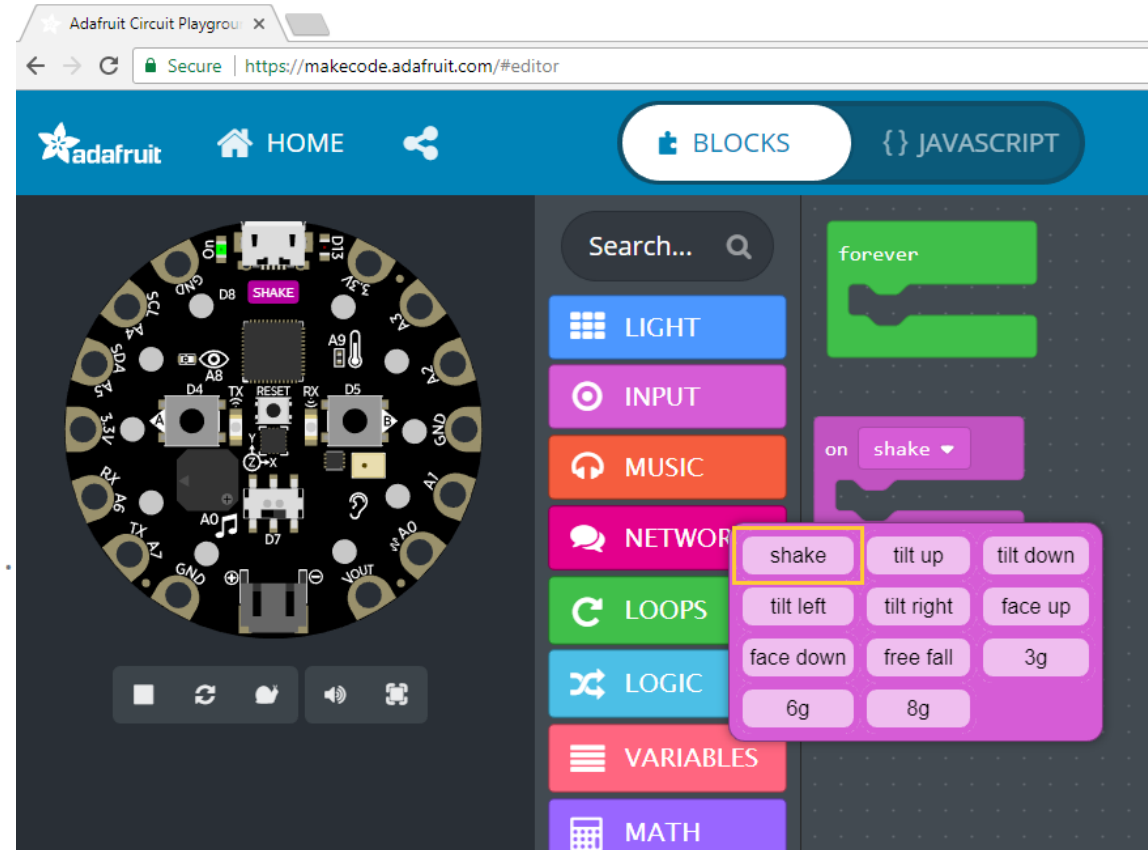 Adafruit Circuit Playgrou
Secure | https://makecode.adafruit.com/#editor
adafruit HOME BLOCKS {} JAVASCRIPT
On D13
GND D8 SHAKE 3.3V
SCL A4 A3
SDA A5 A8 A9 A2
D4 TX RESET RX D5
3.3V A B GND
Y
Z X
RX A6 A1
A0 D7
TX A7 A0
GND VOUT
Search...
LIGHT
INPUT
MUSIC
NETWOR
LOOPS
LOGIC
VARIABLES
MATH
forever
on shake
shake tilt up tilt down
tilt left tilt right face up
face down free fall 3g
6g 8g